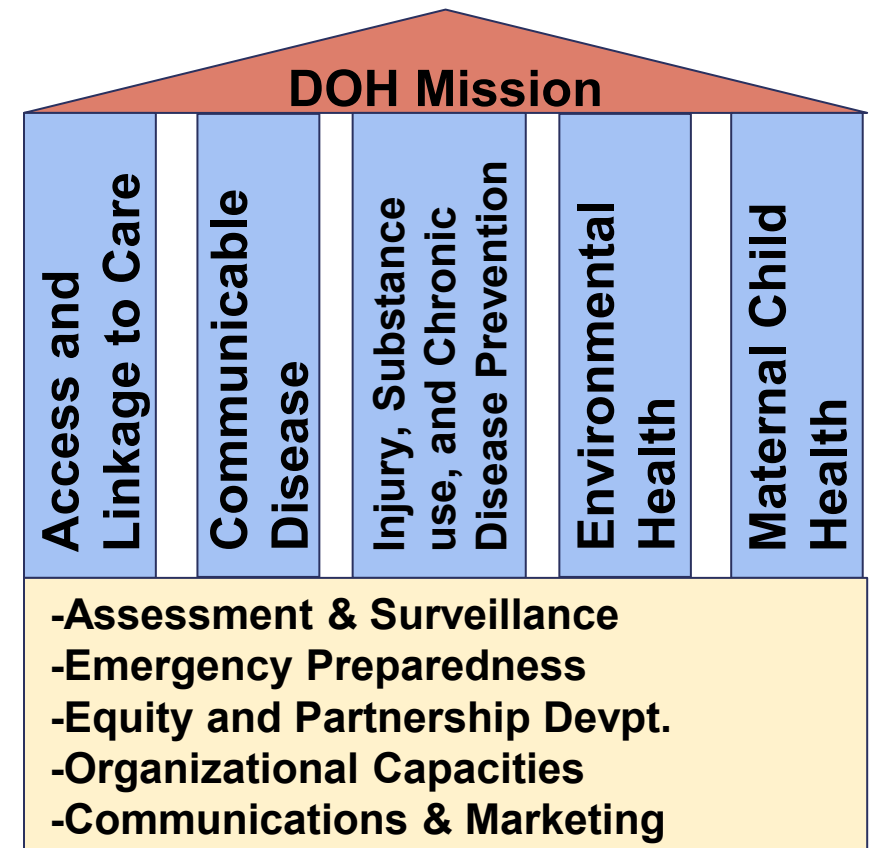 DOH Mission
Access and
Linkage to Care
Communicable
Disease
Injury, Substance
use, and Chronic
Disease Prevention
Environmental
Health
Maternal Child
Health
-Assessment & Surveillance
-Emergency Preparedness
-Equity and Partnership Devpt.
-Organizational Capacities
-Communications & Marketing